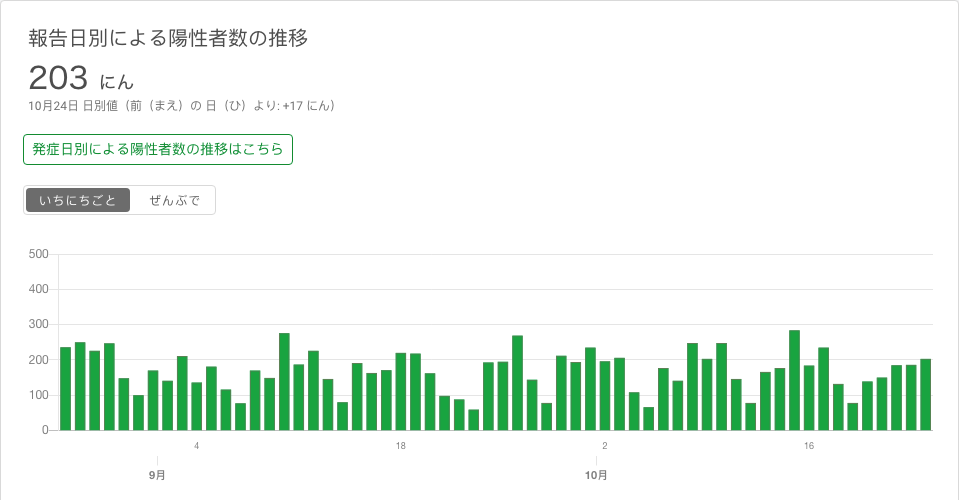 報告日別による陽性者数の推移
203 にん
10月24日 日別値（前（まえ）の 日（ひ）より: +17 にん）
発症日別による陽性者数の推移はこちら
いちにちごと ぜんぶで
500
400
300
200
100
0
4 18 2 16
9月 10月